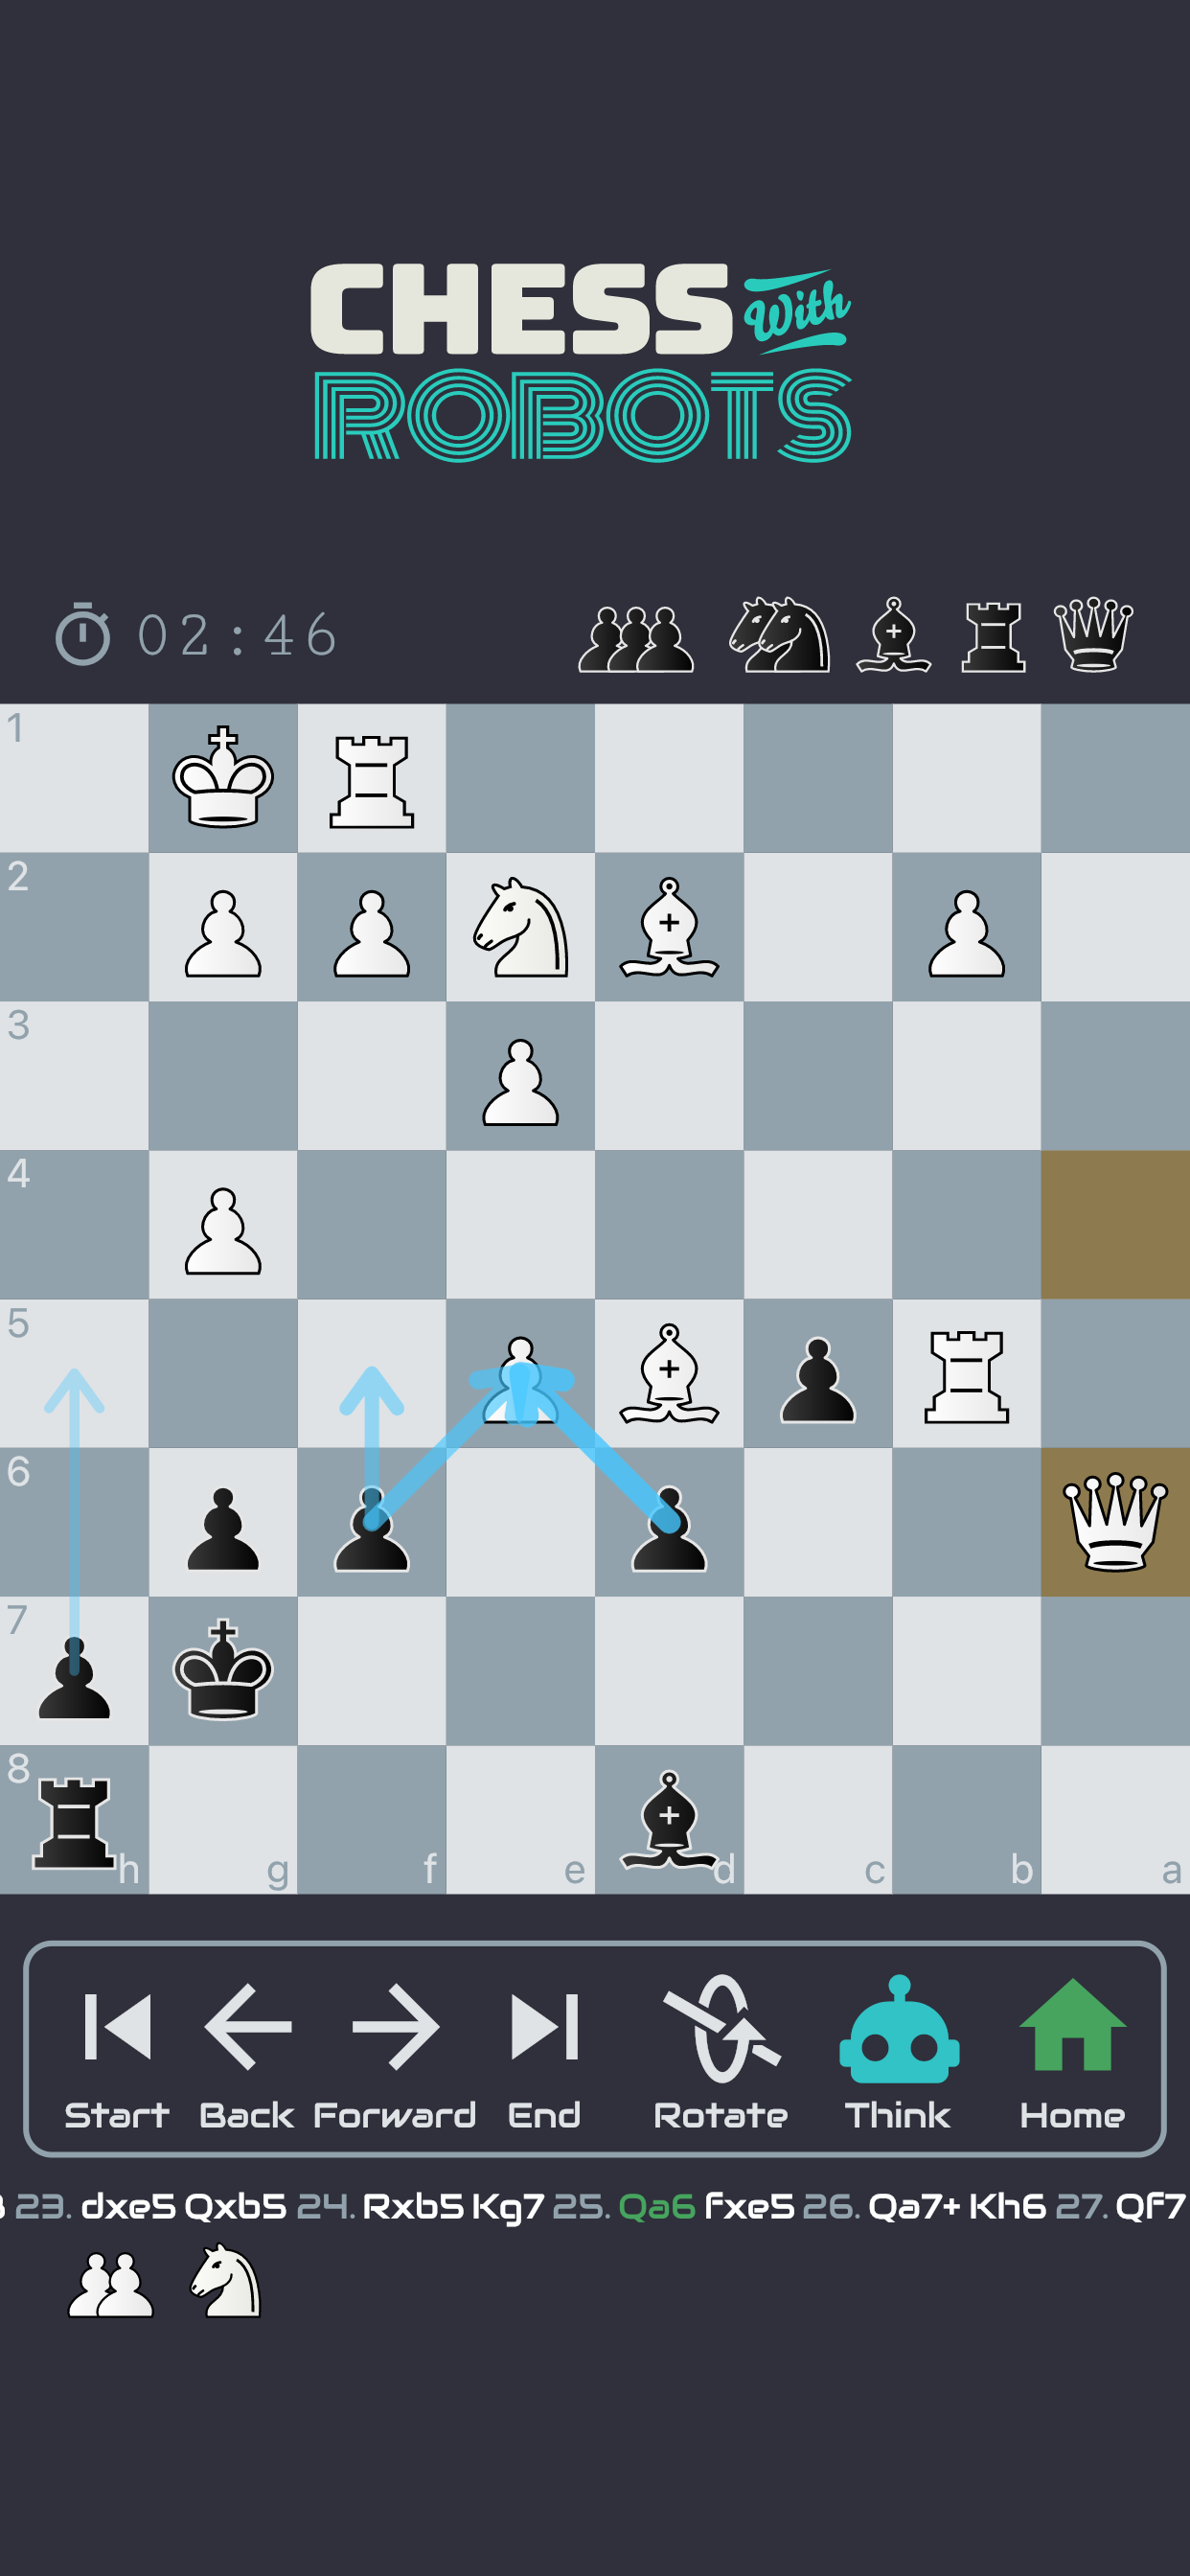 CHESS With
ROBOTS
02:46
1
2
3
4
5
6
7
8
h g f e d c b a
Start Back Forward End Rotate Think Home
23. dxe5 Qxb5 24. Rxb5 Kg7 25. Qa6 fxe5 26. Qa7+ Kh6 27. Qf7